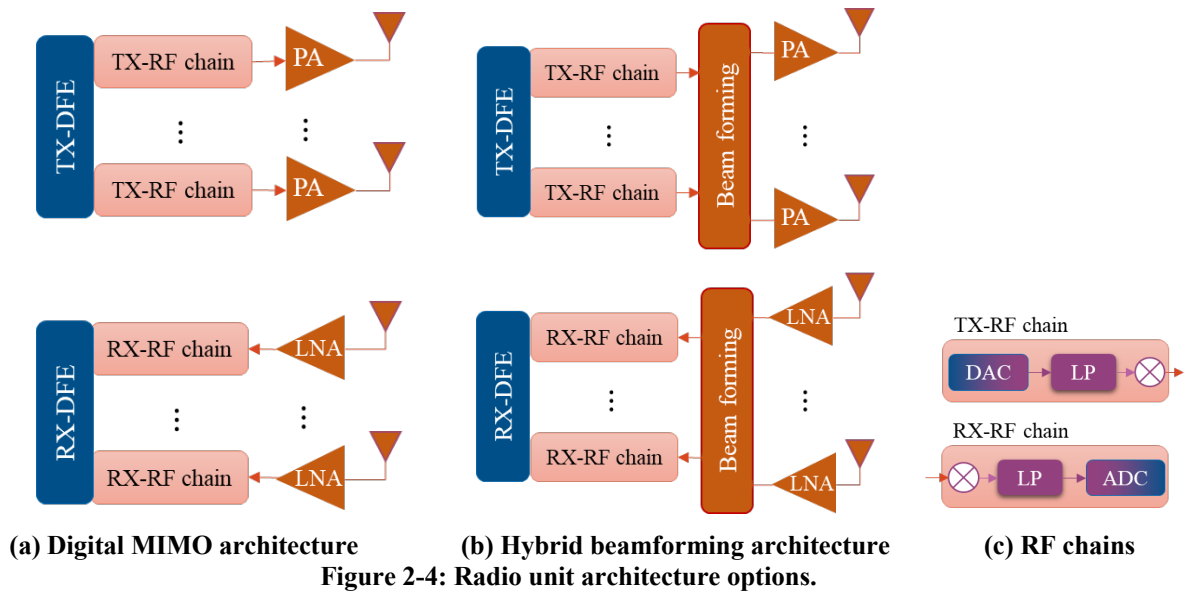 TX-DFE
TX-RF chain
PA
TX-RF chain
PA
RX-DFE
RX-RF chain
LNA
RX-RF chain
LNA
(a) Digital MIMO architecture
TX-DFE
TX-RF chain
TX-RF chain
Beam forming
PA
PA
RX-DFE
RX-RF chain
RX-RF chain
Beam forming
LNA
LNA
(b) Hybrid beamforming architecture
TX-RF chain
DAC
LP
RX-RF chain
LP
ADC
(c) RF chains
Figure 2-4: Radio unit architecture options.